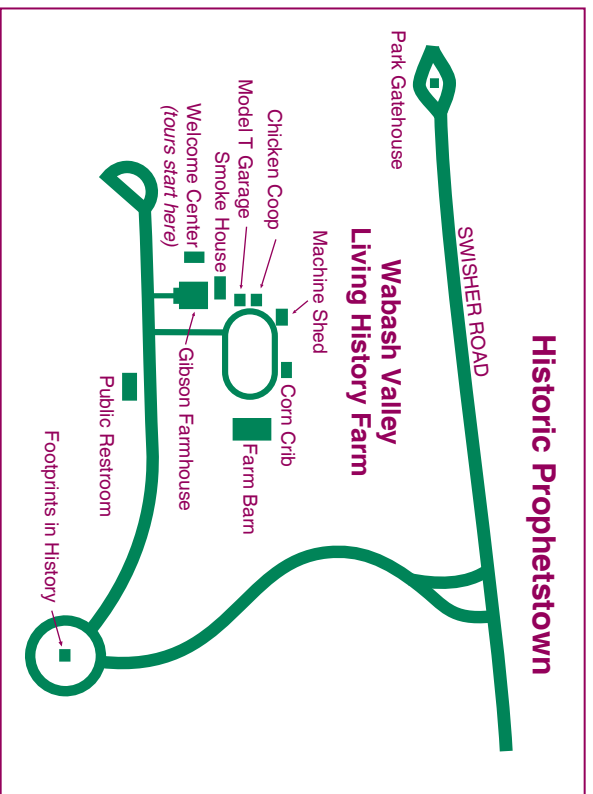 Historic Prophetstown
SWISHER ROAD
Park Gatehouse
Wabash Valley
Living History Farm
Machine Shed
Chicken Coop
Model T Garage
Smoke House
Welcome Center
(tours start here)
Corn Crib
Farm Barn
Gibson Farmhouse
Public Restroom
Footprints in History